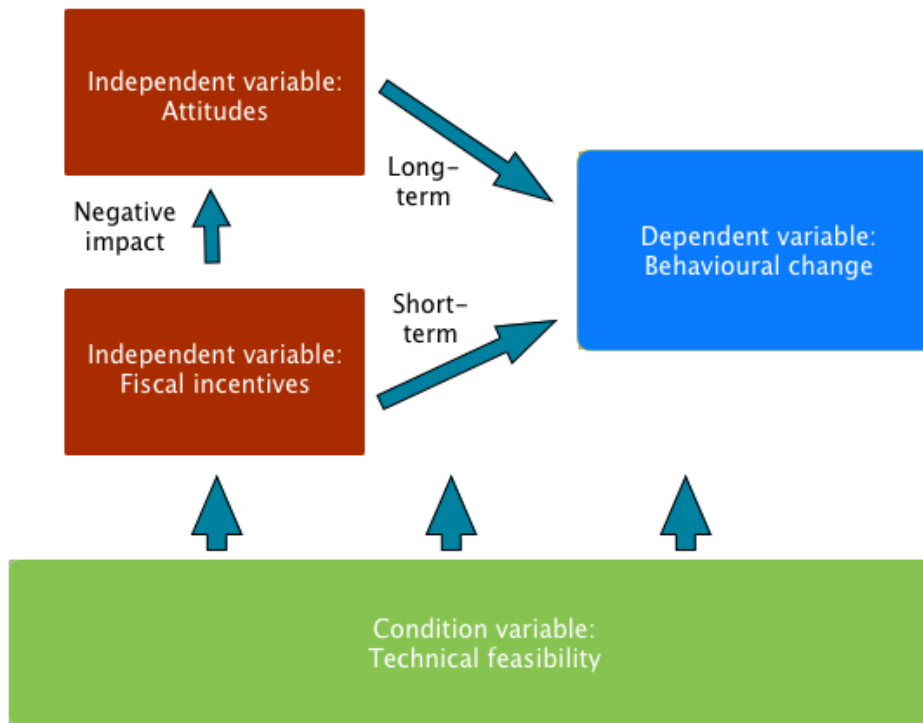 Independent variable:
Attitudes
Long-
term
Negative
impact
Dependent variable:
Behavioural change
Short-
term
Independent variable:
Fiscal incentives
Condition variable:
Technical feasibility